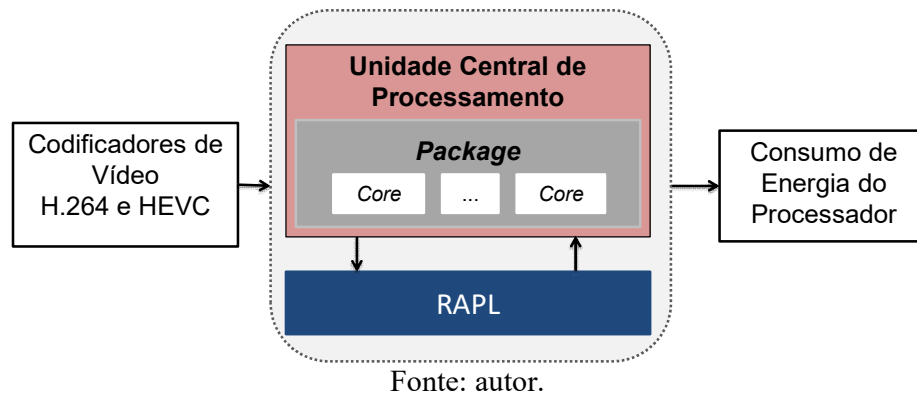 Codificadores de
Vídeo
H.264 e HEVC
Unidade Central de
Processamento
Package
Core
...
Core
RAPL
Consumo de
Energia do
Processador
Fonte: autor.